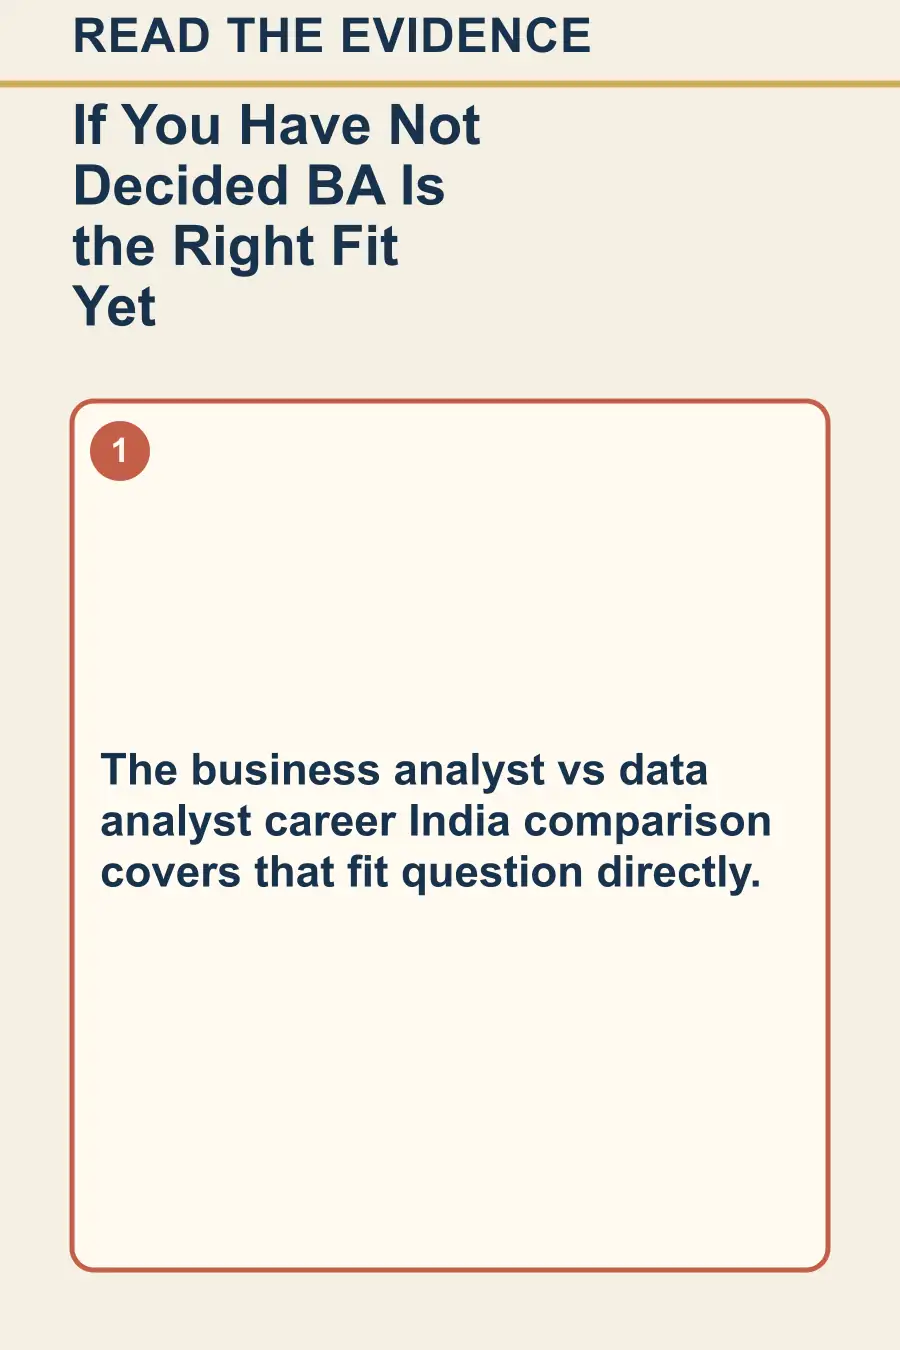 READ THE EVIDENCE
If You Have Not
Decided BA Is
the Right Fit
Yet
1
The business analyst vs data
analyst career India comparison
covers that fit question directly.